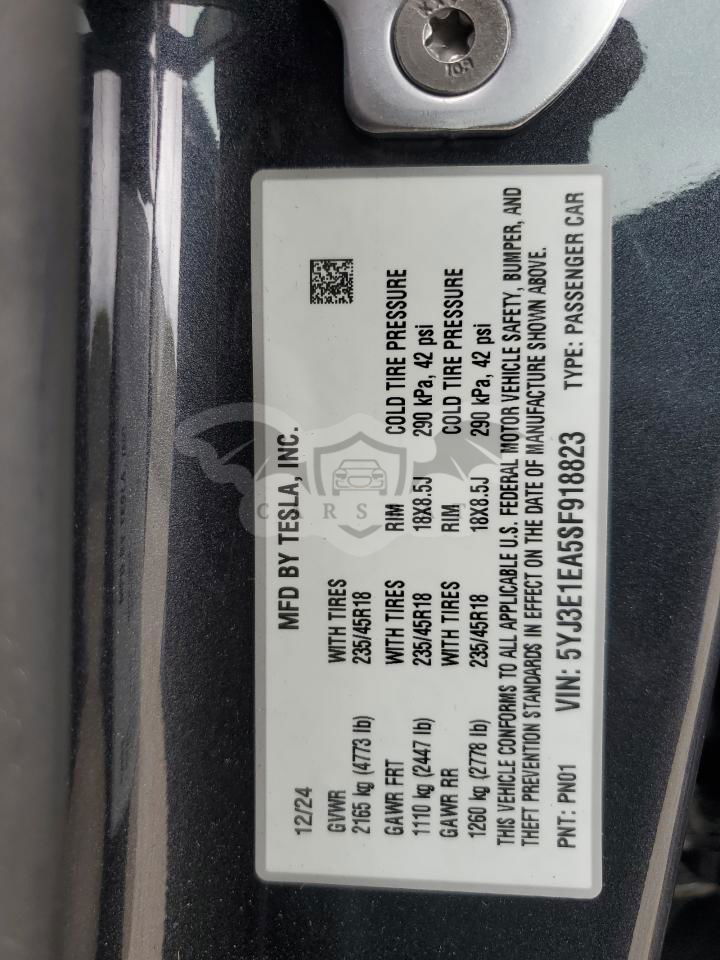 12/24 MFD BY TESLA, INC.
GVWR WITH TIRES
2165 kg (4773 lb) 235/45R18
GAWR FRT WITH TIRES RIM COLD TIRE PRESSURE
1110 kg (2447 lb) 235/45R18 18X8.5J 290 kPa, 42 psi
GAWR RR WITH TIRES RIM COLD TIRE PRESSURE
1260 kg (2778 lb) 235/45R18 18X8.5J 290 kPa, 42 psi
THIS VEHICLE CONFORMS TO ALL APPLICABLE U.S. FEDERAL MOTOR VEHICLE SAFETY, BUMPER, AND
THEFT PREVENTION STANDARDS IN EFFECT ON THE DATE OF MANUFACTURE SHOWN ABOVE.
PNT: PN01 VIN: 5YJ3E1EA5SF918823 TYPE: PASSENGER CAR